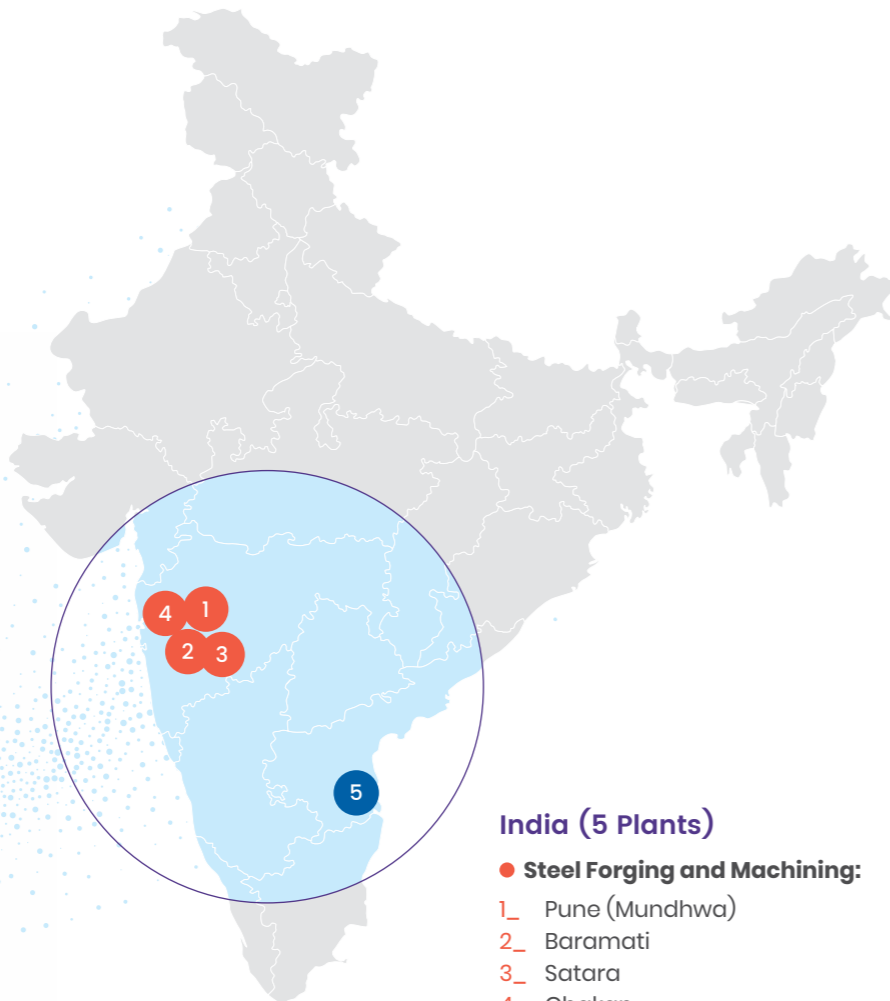 4
1
2
3
5
India (5 Plants)
Steel Forging and Machining:
1_ Pune (Mundhwa)
2_ Baramati
3_ Satara